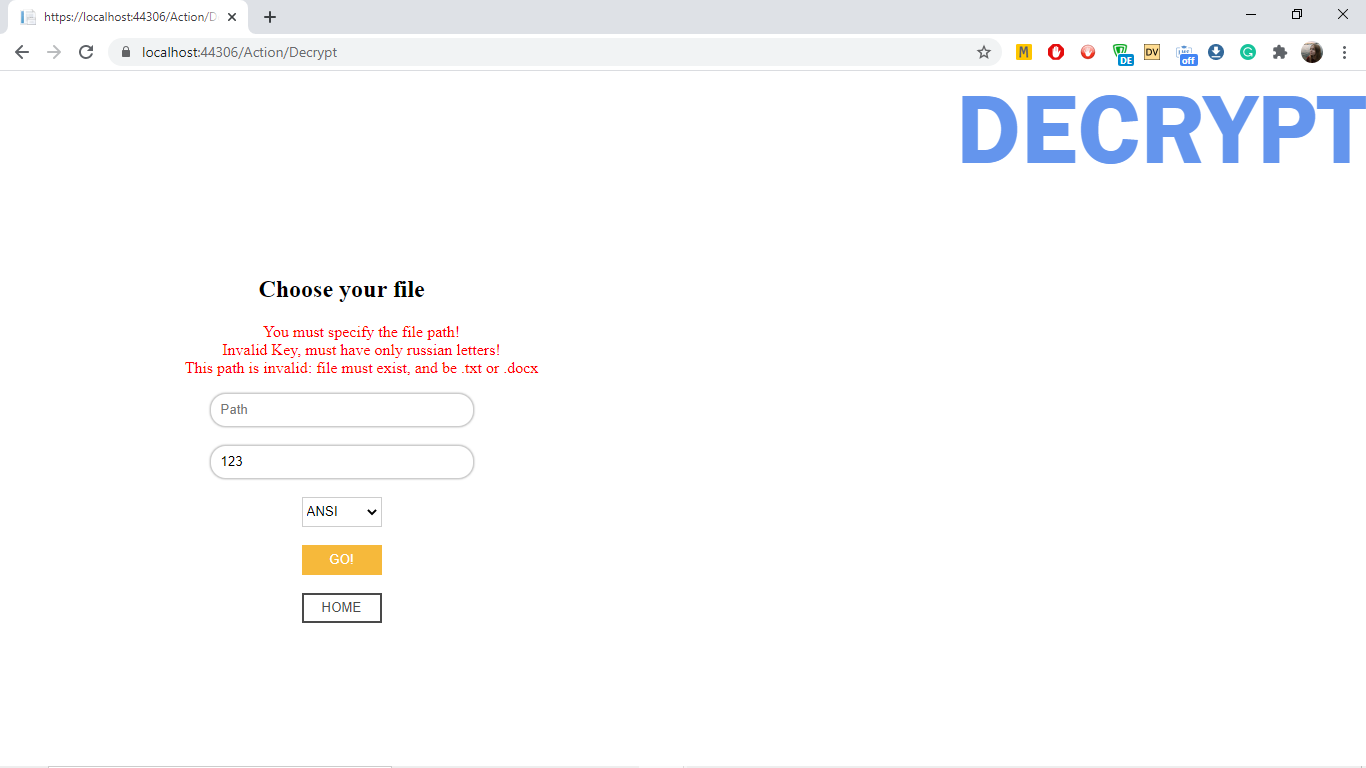 https://localhost:44306/Action/D
localhost:44306/Action/Decrypt
M
DE
DV
off
G
DECRYPT
Choose your file
You must specify the file path!
Invalid Key, must have only russian letters!
This path is invalid: file must exist, and be .txt or .docx
Path
123
ANSI
GO!
HOME